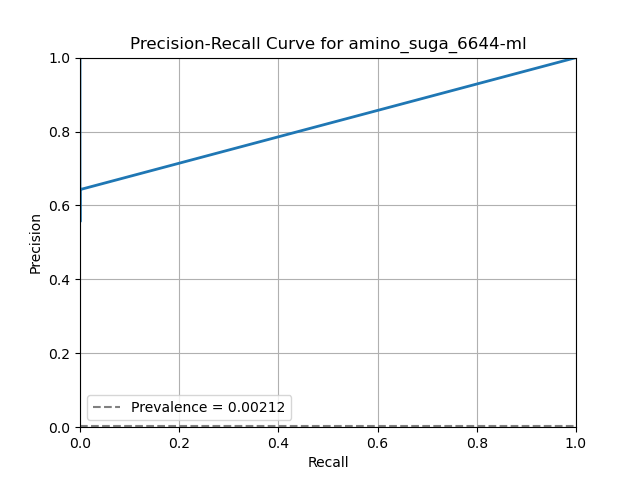 Precision-Recall Curve for amino_suga_6644-ml
1.0
0.8
0.6
0.4
0.2
0.0
Precision
Prevalence = 0.00212
0.0 0.2 0.4 0.6 0.8 1.0
Recall